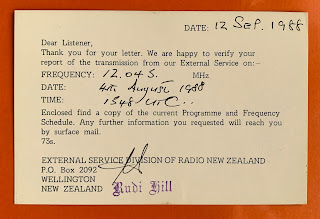 DATE: 12 Sep. 1988
Dear Listener,
Thank you for your letter. We are happy to verify your
report of the transmission from our External Service on:-
FREQUENCY: 12.045. MHz
DATE: 4th August 1988
TIME: 1348 UTC..
Enclosed find a copy of the current Programme and Frequency
Schedule. Any further information you requested will reach you
by surface mail.
73s.
EXTERNAL SERVICE DIVISION OF RADIO NEW ZEALAND
P.O. Box 2092
WELLINGTON
NEW ZEALAND Rudi Hill